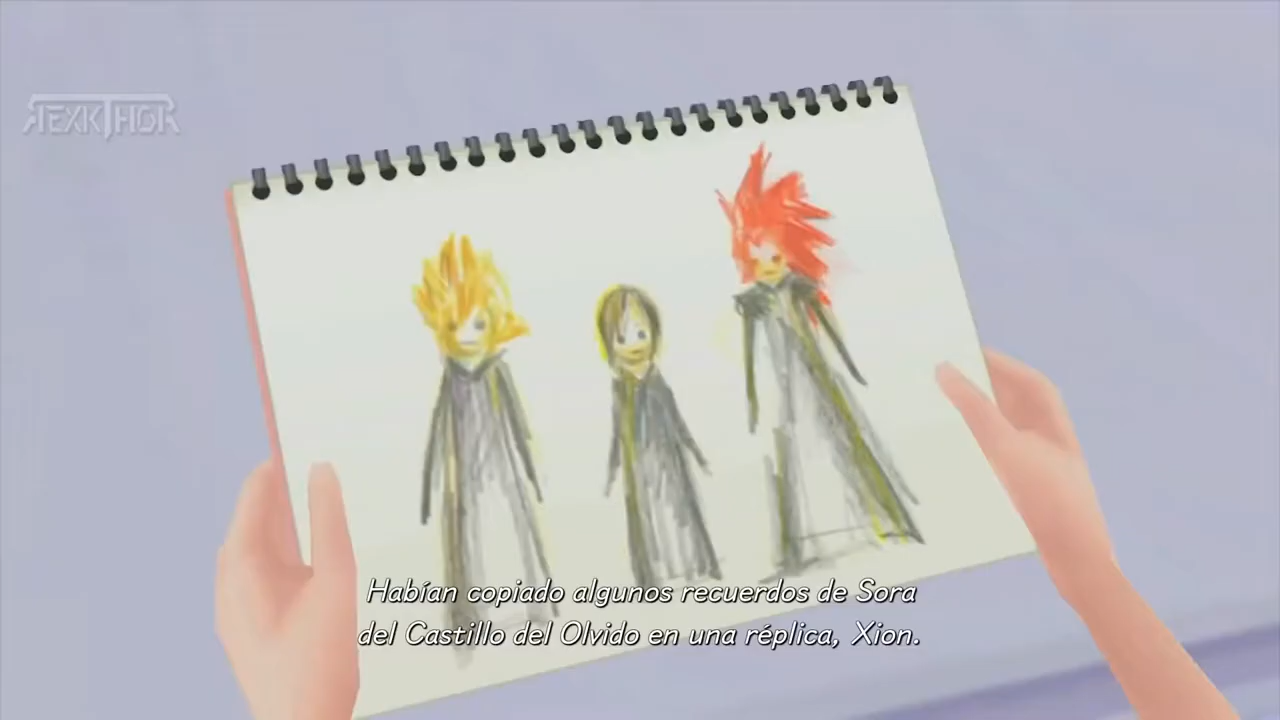 REXKTHOR
Habían copiado algunos recuerdos de Sora
del Castillo del Olvido en una réplica, Xion.